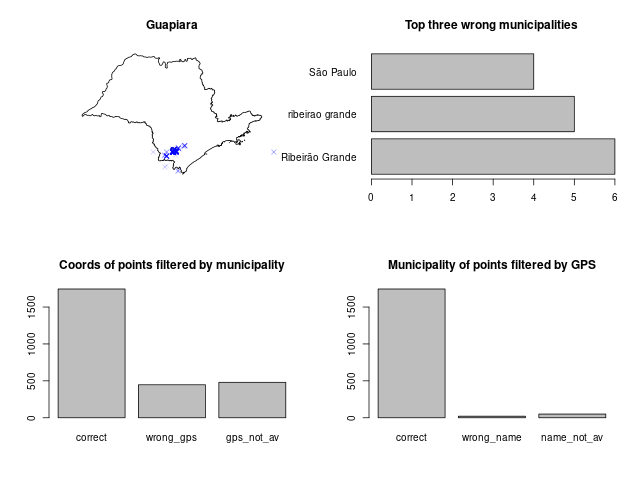 Guapiara
Top three wrong municipalities
São Paulo
ribeirao grande
Ribeirão Grande
0 1 2 3 4 5 6
Coords of points filtered by municipality
1500
1000
500
0
correct wrong_gps gps_not_av
Municipality of points filtered by GPS
1500
1000
500
0
correct wrong_name name_not_av